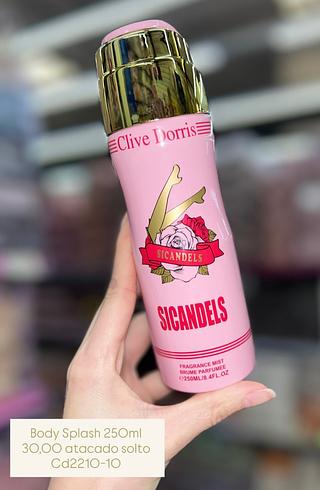 Clive Dorris
SICANDELS
SICANDELS
FRAGRANCE MIST
BRUME PARFUMÉE
℮250ML/8.4FL.OZ
Body Splash 250ml
30,00 atacado solto
Cd2210-10